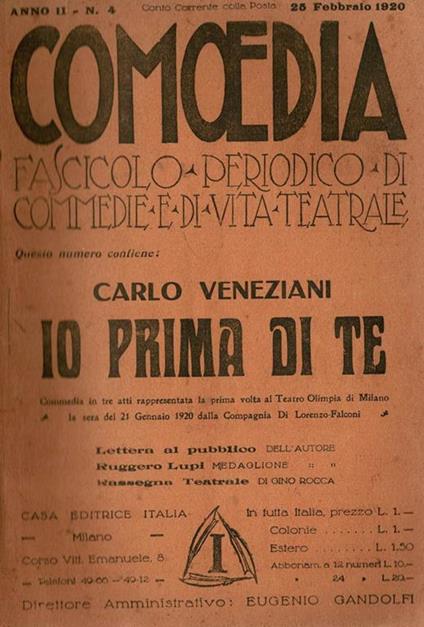 ANNO II - N. 4
Conto Corrente colla Posta
25 Febbraio 1920
COMŒDIA
FASCICOLO PERIODICO DI
COMMEDIE E DI VITA TEATRALE
Questo numero contiene:
CARLO VENEZIANI
IO PRIMA DI TE
Commedia in tre atti rappresentata la prima volta al Teatro Olimpia di Milano
la sera del 21 Gennaio 1920 dalla Compagnia Di Lorenzo-Falconi
Lettera al pubblico DELL'AUTORE
Ruggero Lupi MEDAGLIONE " "
Rassegna Teatrale DI GINO ROCCA
CASA EDITRICE ITALIA
— Milano —
Corso Vitt. Emanuele, 8
— Telefoni 49-66 - 49-12 —
I
In tutta Italia, prezzo L. 1.—
Colonie . . . . . . . L. 1.—
Estero . . . . . . . L. 1.50
Abbonam. a 12 numeri L. 10.—
" 24 " L. 20.—
Direttore Amministrativo: EUGENIO GANDOLFI